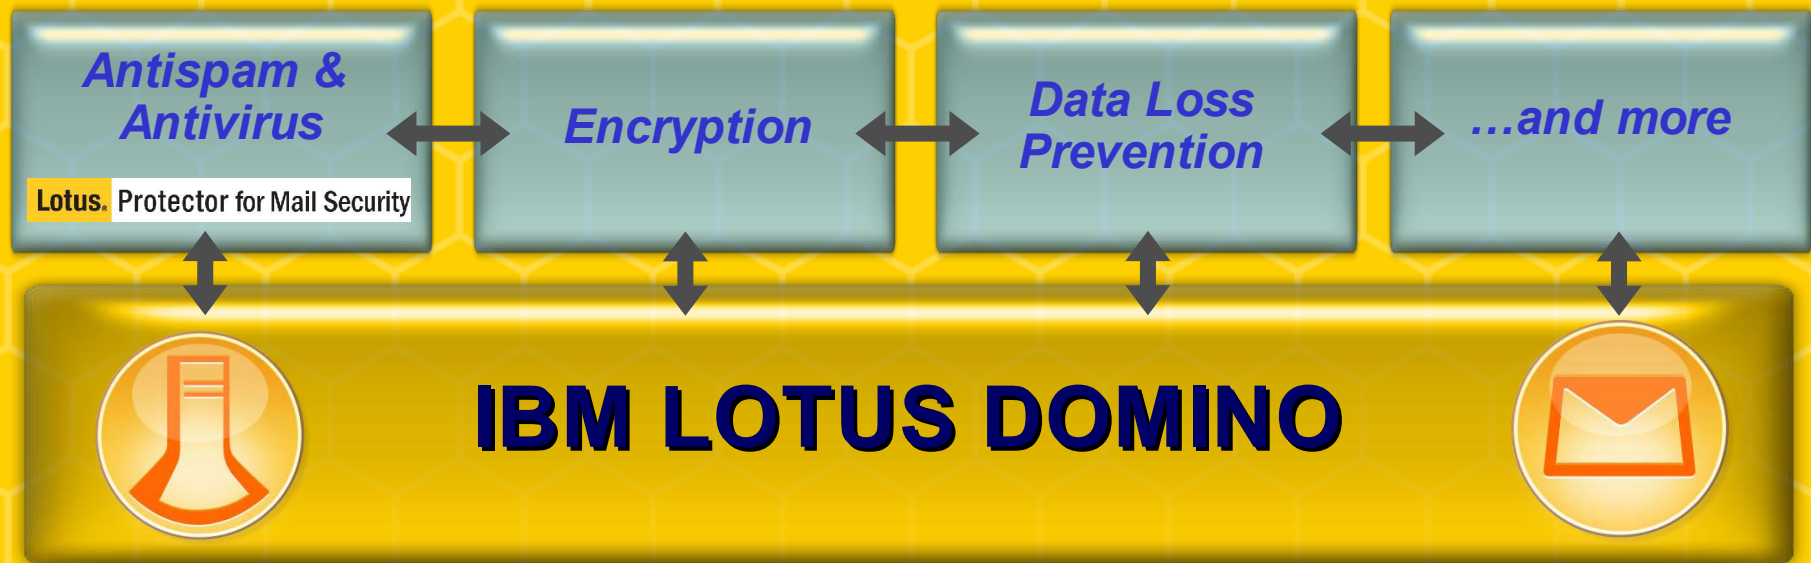 Antispam &
Antivirus
Lotus. Protector for Mail Security
Encryption
Data Loss
Prevention
...and more
IBM LOTUS DOMINO